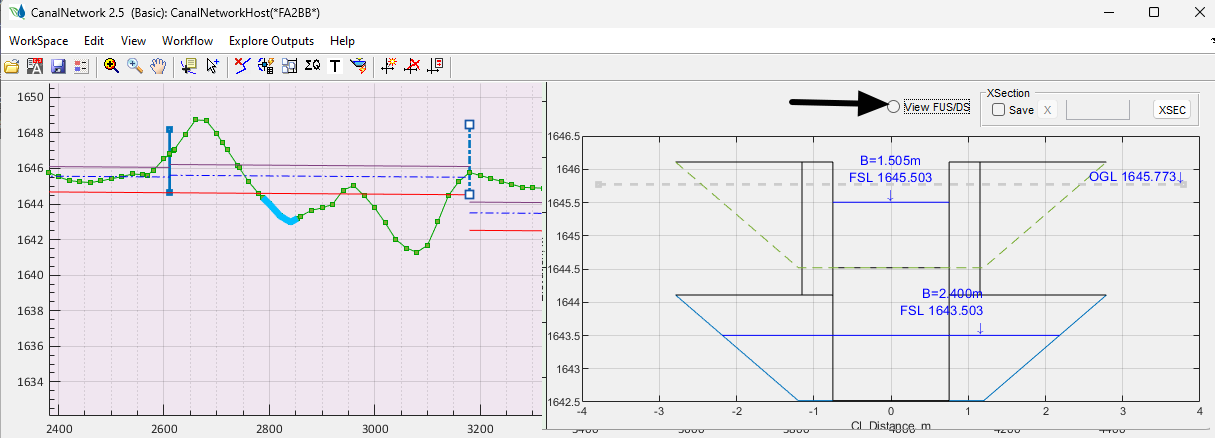 CanalNetwork 2.5 (Basic): CanalNetworkHost(*FA2BB*)
WorkSpace Edit View Workflow Explore Outputs Help
ΣQ T
View FUS/DS
XSection
Save X XSEC
1650
1648
1646
1644
1642
1640
1638
1636
1634
2400 2600 2800 3000 3200
1646.5
1646
1645.5
1645
1644.5
1644
1643.5
1643
1642.5
B=1.505m
FSL 1645.503
OGL 1645.773
B=2.400m
FSL 1643.503
-4 -3 -2 -1 0 1 2 3 4
CL Distance, m